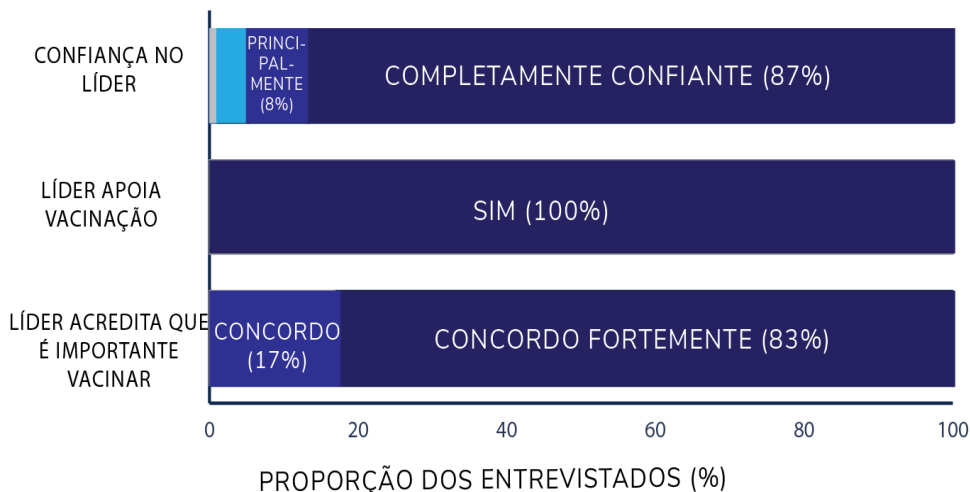 CONFIANÇA NO
LÍDER
PRINCI-
PAL-
MENTE
(8%)
COMPLETAMENTE CONFIANTE (87%)
LÍDER APOIA
VACINAÇÃO
SIM (100%)
LÍDER ACREDITA QUE
É IMPORTANTE
VACINAR
CONCORDO
(17%)
CONCORDO FORTEMENTE (83%)
0 20 40 60 80 100
PROPORÇÃO DOS ENTREVISTADOS (%)